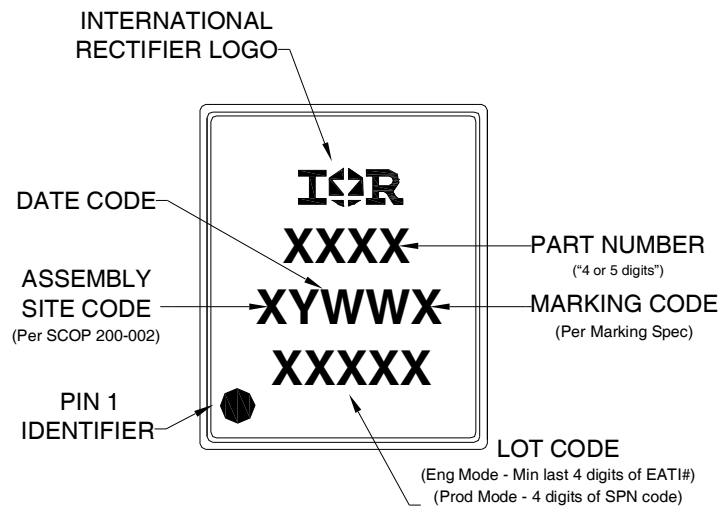 INTERNATIONAL
RECTIFIER LOGO
IOR
DATE CODE
XXXX
PART NUMBER
("4 or 5 digits")
ASSEMBLY
SITE CODE
(Per SCOP 200-002)
XYWWX
MARKING CODE
(Per Marking Spec)
XXXXX
PIN 1
IDENTIFIER
LOT CODE
(Eng Mode - Min last 4 digits of EATI#)
(Prod Mode - 4 digits of SPN code)